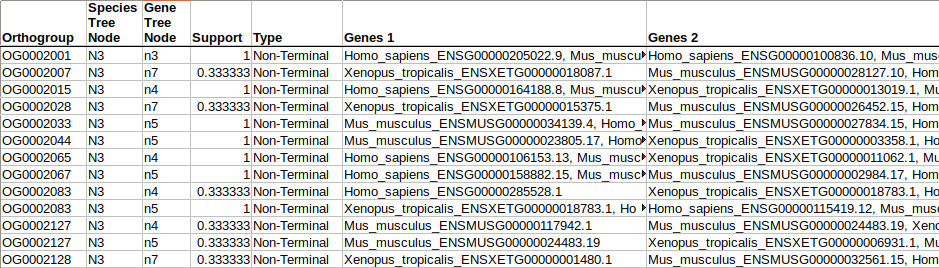 Orthogroup Species Tree Node Gene Tree Node Support Type Genes 1 Genes 2
OG0002001 N3 n3 1 Non-Terminal Homo_sapiens_ENSG00000205022.9, Mus_muscu Homo_sapiens_ENSG00000100836.10, Mus_mus
OG0002007 N3 n7 0.333333 Non-Terminal Xenopus_tropicalis_ENSXETG00000018087.1 Mus_musculus_ENSMUSG00000028127.10, Hom
OG0002015 N3 n4 1 Non-Terminal Homo_sapiens_ENSG00000164188.8, Mus_muscu Xenopus_tropicalis_ENSXETG00000013019.1, Mu
OG0002028 N3 n7 0.333333 Non-Terminal Xenopus_tropicalis_ENSXETG00000015375.1 Mus_musculus_ENSMUSG00000026452.15, Hom
OG0002033 N3 n5 1 Non-Terminal Mus_musculus_ENSMUSG00000034139.4, Homo_ Mus_musculus_ENSMUSG00000027834.15, Hom
OG0002044 N3 n5 1 Non-Terminal Mus_musculus_ENSMUSG00000023805.17, Homo Xenopus_tropicalis_ENSXETG00000003358.1, Ho
OG0002065 N3 n4 1 Non-Terminal Homo_sapiens_ENSG00000106153.13, Mus_musc Xenopus_tropicalis_ENSXETG00000011062.1, Mu
OG0002067 N3 n5 1 Non-Terminal Homo_sapiens_ENSG00000158882.15, Mus_musc Mus_musculus_ENSMUSG00000002984.17, Hom
OG0002083 N3 n4 0.333333 Non-Terminal Homo_sapiens_ENSG00000285528.1 Xenopus_tropicalis_ENSXETG00000018783.1, Ho
OG0002083 N3 n5 1 Non-Terminal Xenopus_tropicalis_ENSXETG00000018783.1, Ho Homo_sapiens_ENSG00000115419.12, Mus_mus
OG0002127 N3 n4 0.333333 Non-Terminal Mus_musculus_ENSMUSG00000117942.1 Mus_musculus_ENSMUSG00000024483.19, Xeno
OG0002127 N3 n5 0.333333 Non-Terminal Mus_musculus_ENSMUSG00000024483.19 Xenopus_tropicalis_ENSXETG00000006931.1, Mu
OG0002128 N3 n7 0.333333 Non-Terminal Xenopus_tropicalis_ENSXETG00000001480.1 Mus_musculus_ENSMUSG00000032561.15, Hom